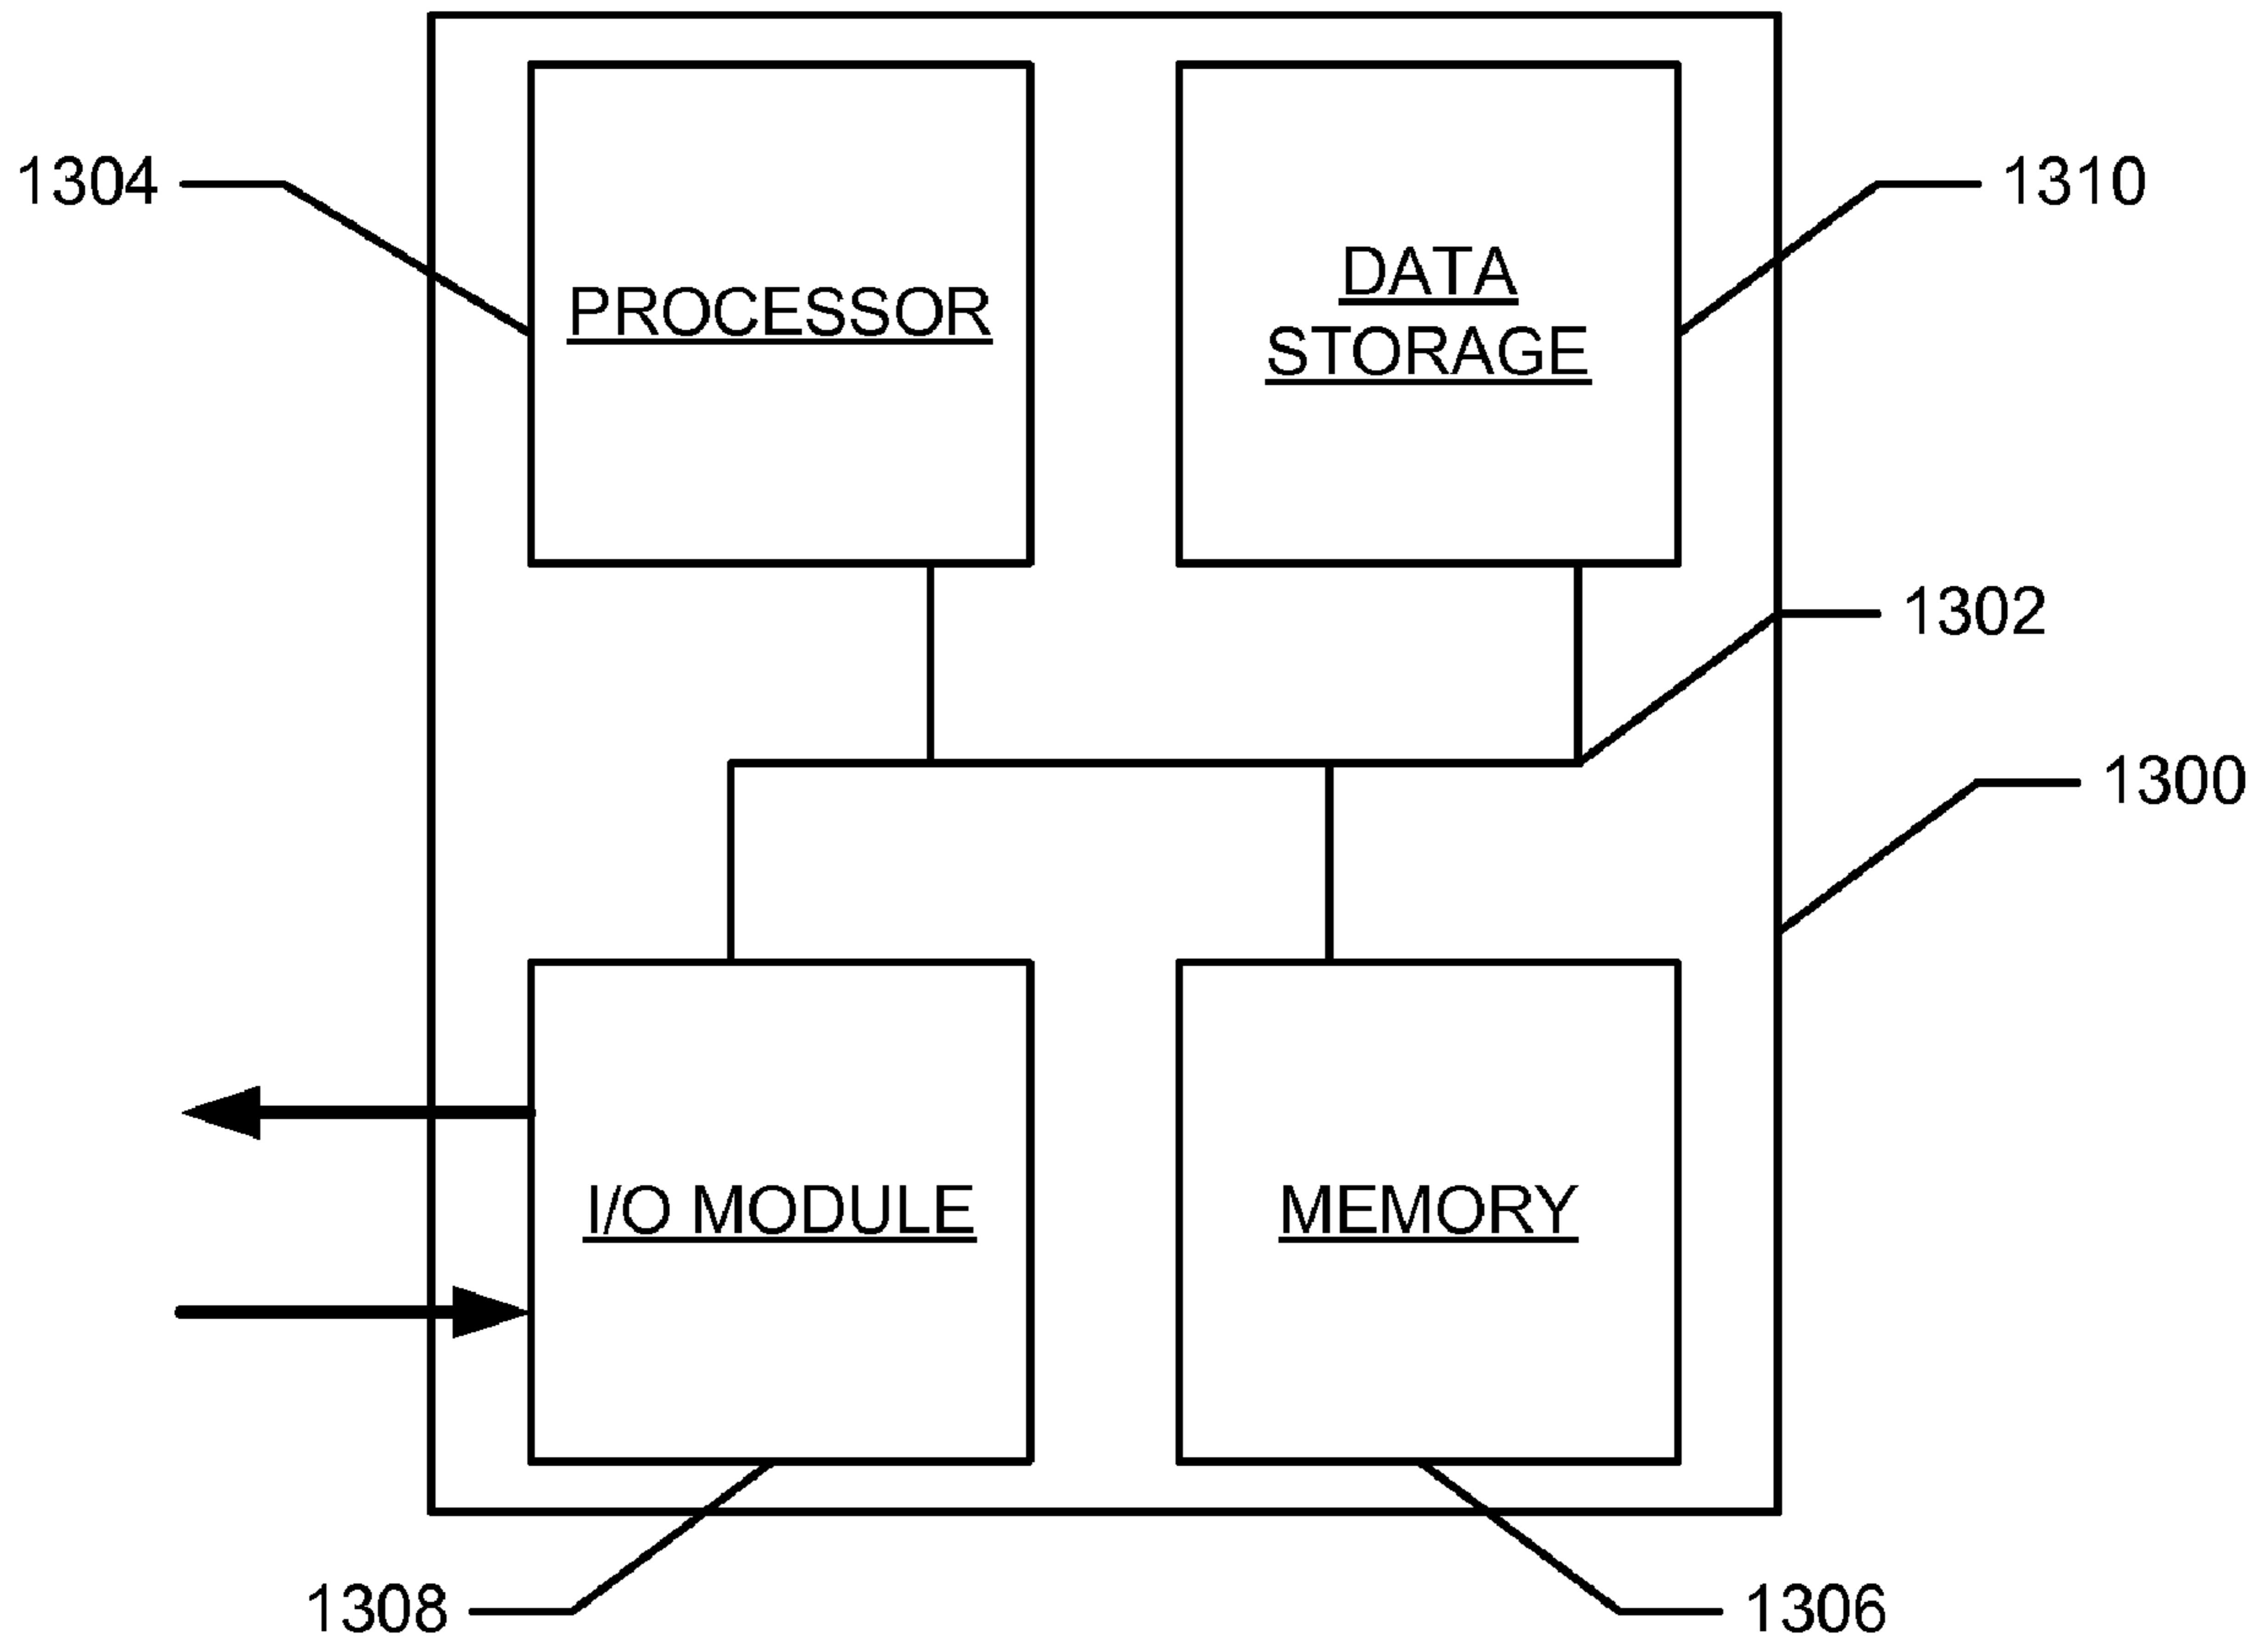 1304
1310
PROCESSOR
DATA
STORAGE
1302
1300
I/O MODULE
MEMORY
1308
1306